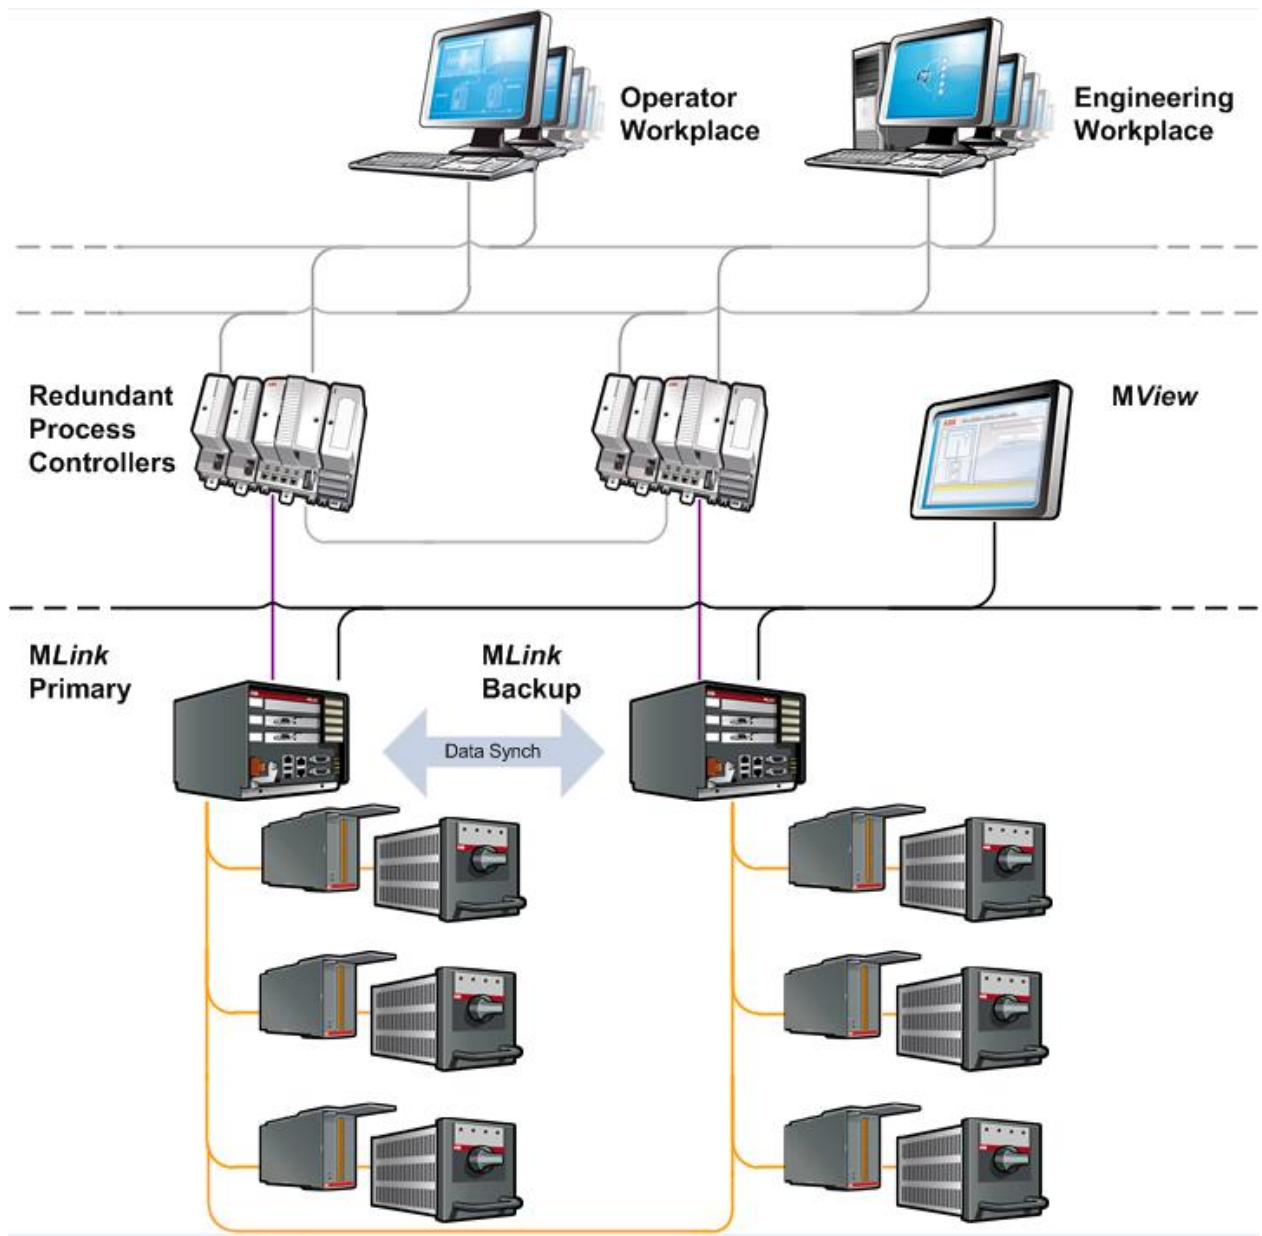 Operator
Workplace
Engineering
Workplace
Redundant
Process
Controllers
MView
MLink
Primary
MLink
Backup
Data Synch